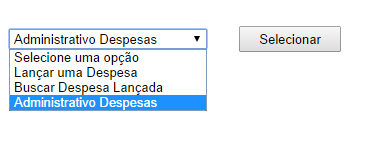 Administrativo Despesas
Selecionar
Selecione uma opção
Lançar uma Despesa
Buscar Despesa Lançada
Administrativo Despesas